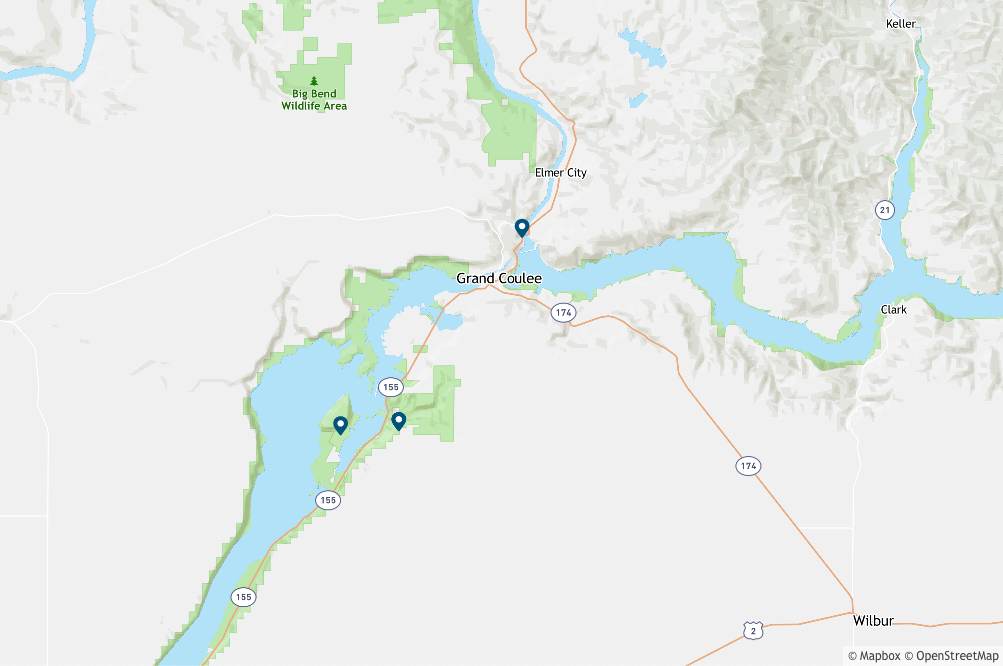 Keller
Big Bend
Wildlife Area
Elmer City
21
Grand Coulee
174
Clark
155
174
155
155
Wilbur
2
© Mapbox © OpenStreetMap